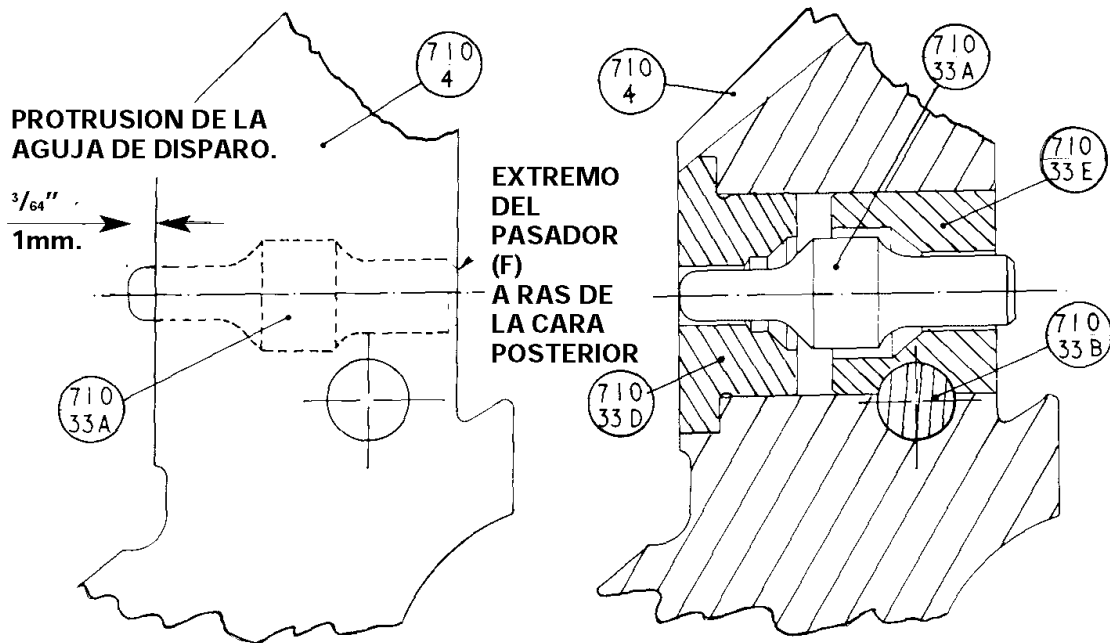 PROTRUSION DE LA
AGUJA DE DISPARO.
3/64"
1mm.
710
4
EXTREMO
DEL
PASADOR
(F)
A RAS DE
LA CARA
POSTERIOR
710
33A
710
4
710
33A
710
33E
710
33B
710
33D